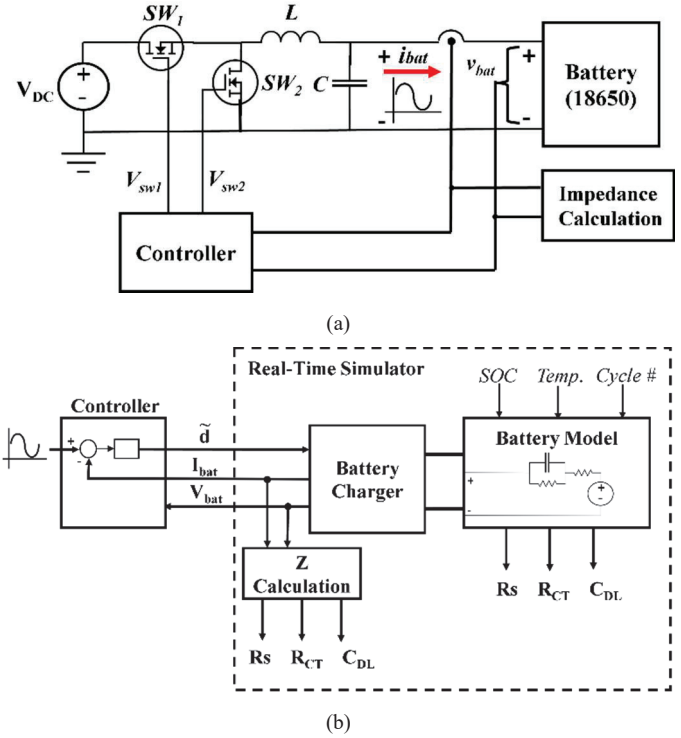 SW1
L
+ ibat
vbat
+
Battery
(18650)
+
-
VDC
SW2
C
-
-
Vsw1
Vsw2
Impedance
Calculation
Controller
(a)
Real-Time Simulator
SOC Temp. Cycle #
Controller
d̃
Battery Model
+
-
Ibat
Battery
Charger
+
-
+
-
Vbat
Z
Calculation
Rs RCT CDL
Rs RCT CDL
(b)